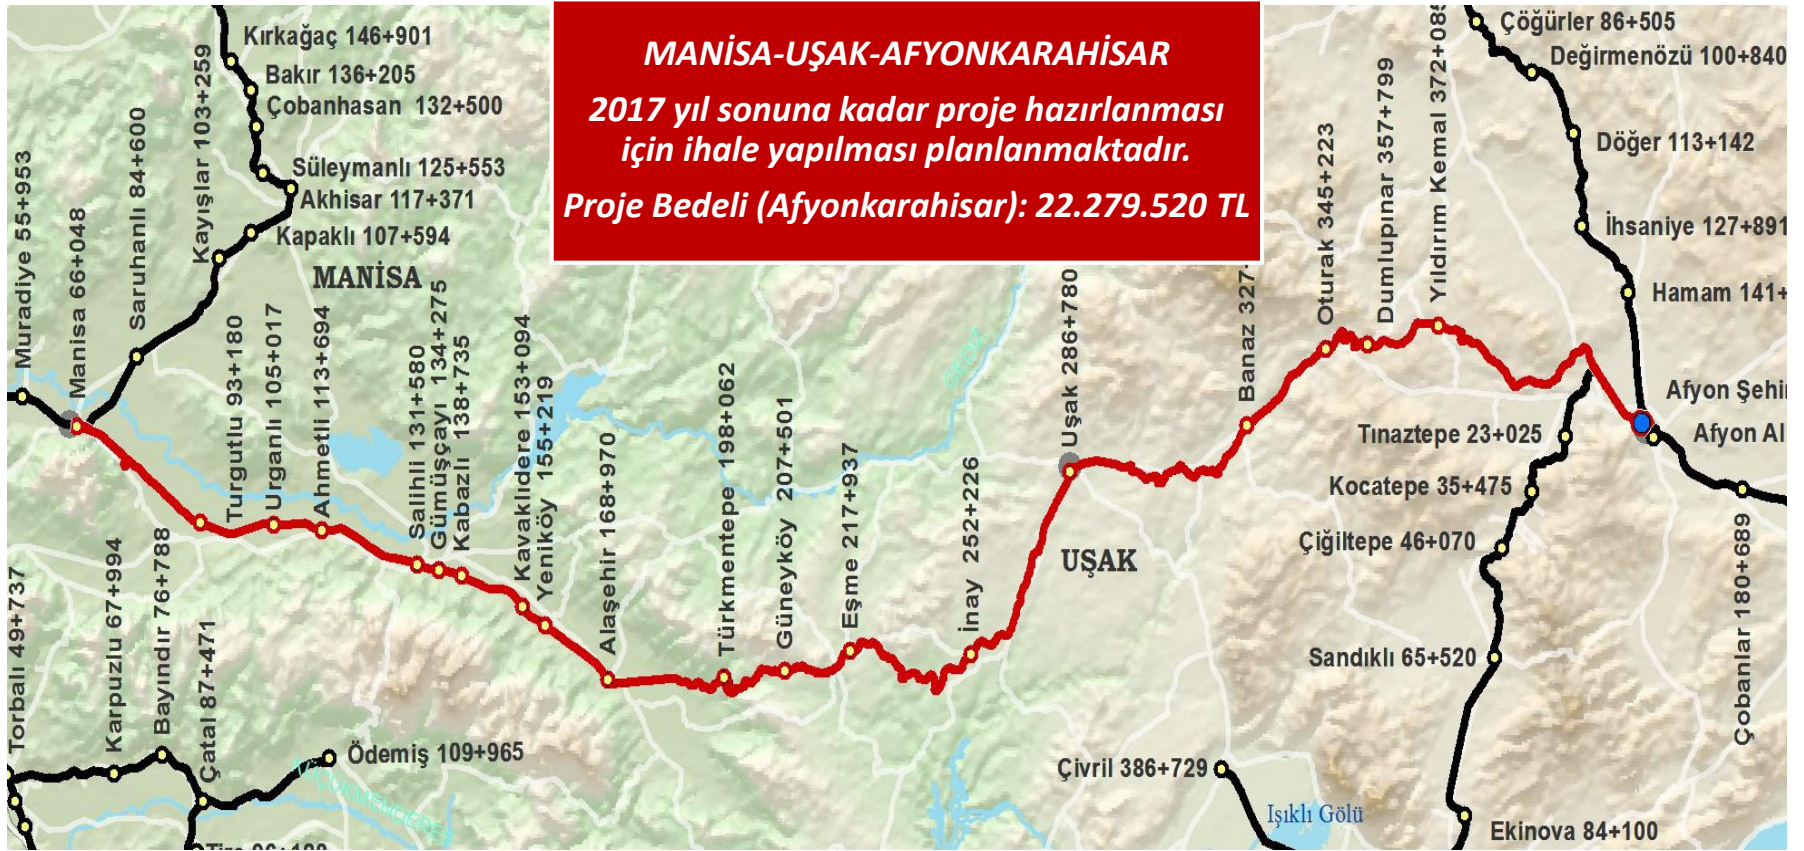 MANİSA-UŞAK-AFYONKARAHİSAR
2017 yıl sonuna kadar proje hazırlanması
için ihale yapılması planlanmaktadır.
Proje Bedeli (Afyonkarahisar): 22.279.520 TL
Kırkağaç 146+901
Bakır 136+205
Çobanhasan 132+500
Süleymanlı 125+553
Akhisar 117+371
Kapaklı 107+594
Kayışlar 103+259
Saruhanlı 84+600
Muradiye 55+953
Manisa 66+048
MANİSA
Turgutlu 93+180
Urganlı 105+017
Ahmetli 113+694
Salihli 131+580
Gümüşçayı 134+275
Kabazlı 138+735
Kavaklıdere 153+094
Yeniköy 155+219
Alaşehir 168+970
Türkmentepe 198+062
Güneyköy 207+501
Eşme 217+937
İnay 252+226
GEDİZ
Uşak 286+780
UŞAK
Banaz 327+
Oturak 345+223
Dumlupınar 357+799
Yıldırım Kemal 372+085
Çöğürler 86+505
Değirmenözü 100+840
Döğer 113+142
İhsaniye 127+891
Hamam 141+
Afyon Şehi
Afyon Al
Tınaztepe 23+025
Kocatepe 35+475
Çiğiltepe 46+070
Sandıklı 65+520
Ekinova 84+100
Çobanlar 180+689
Çivril 386+729
Işıklı Gölü
Torbalı 49+737
Karpuzlu 67+994
Bayındır 76+788
Çatal 87+471
Ödemiş 109+965
KÜÇÜKMENDERES